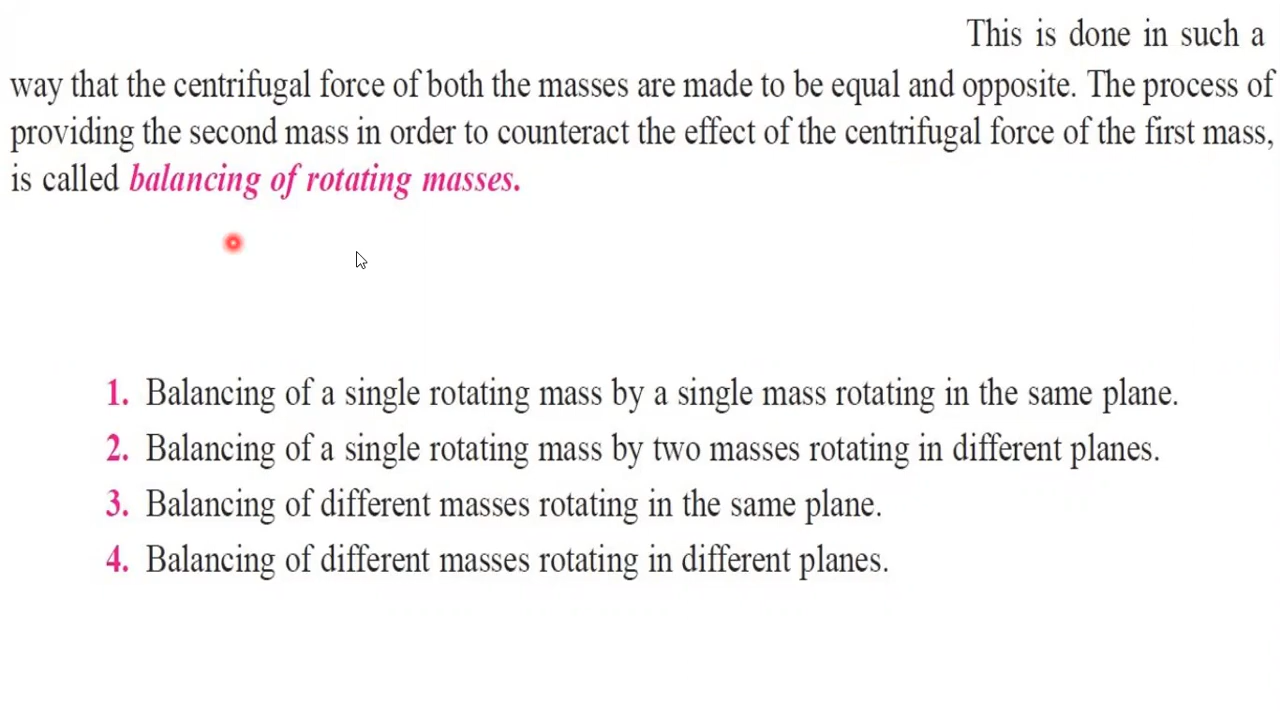 This is done in such a
way that the centrifugal force of both the masses are made to be equal and opposite. The process of
providing the second mass in order to counteract the effect of the centrifugal force of the first mass,
is called balancing of rotating masses.
1. Balancing of a single rotating mass by a single mass rotating in the same plane.
2. Balancing of a single rotating mass by two masses rotating in different planes.
3. Balancing of different masses rotating in the same plane.
4. Balancing of different masses rotating in different planes.